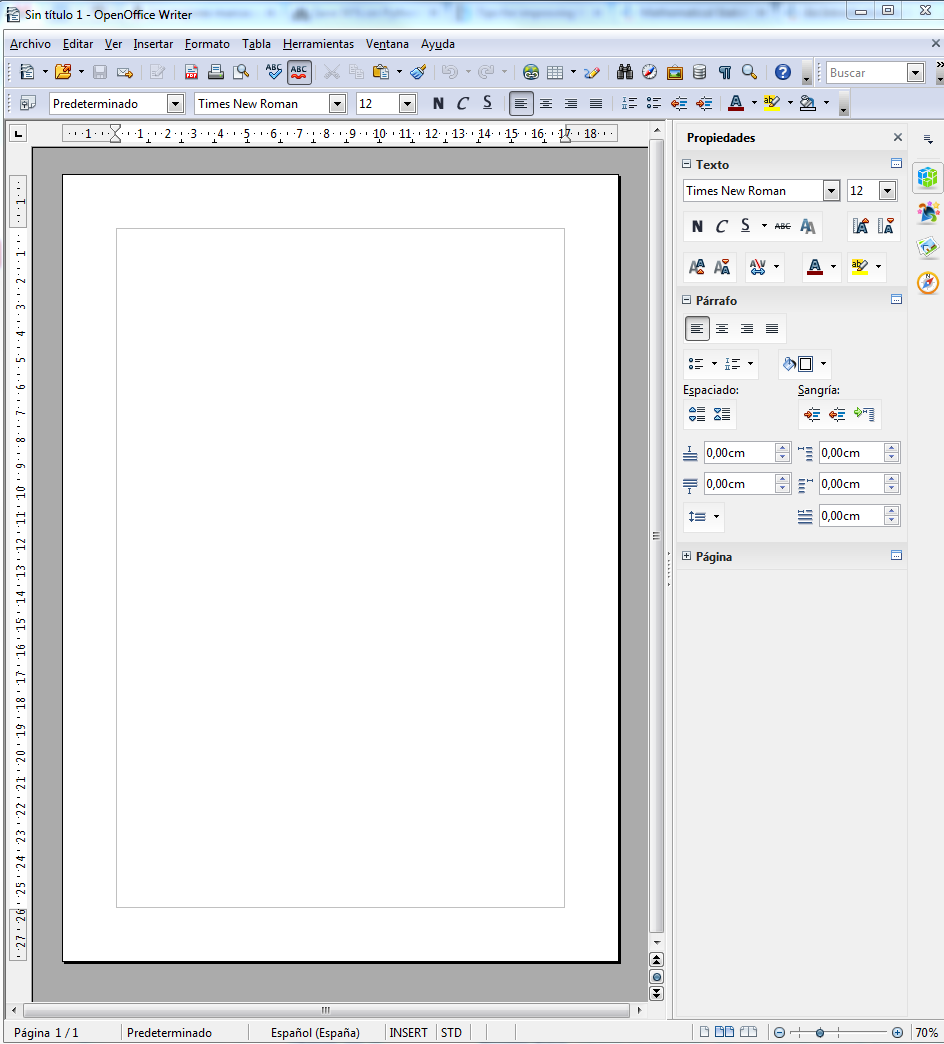 Sin título 1 - OpenOffice Writer
Archivo Editar Ver Insertar Formato Tabla Herramientas Ventana Ayuda
Buscar
Predeterminado Times New Roman 12 N C S
1 1 2 3 4 5 6 7 8 9 10 11 12 13 14 15 16 17 18
Propiedades
Texto
Times New Roman 12
N C S ABC
Párrafo
Espaciado: Sangría:
0,00cm 0,00cm
0,00cm 0,00cm
0,00cm
Página
1
1
2
3
4
5
6
7
8
9
10
11
12
13
14
15
16
17
18
19
20
21
22
23
24
25
26
27
Página 1 / 1 Predeterminado Español (España) INSERT STD 70%